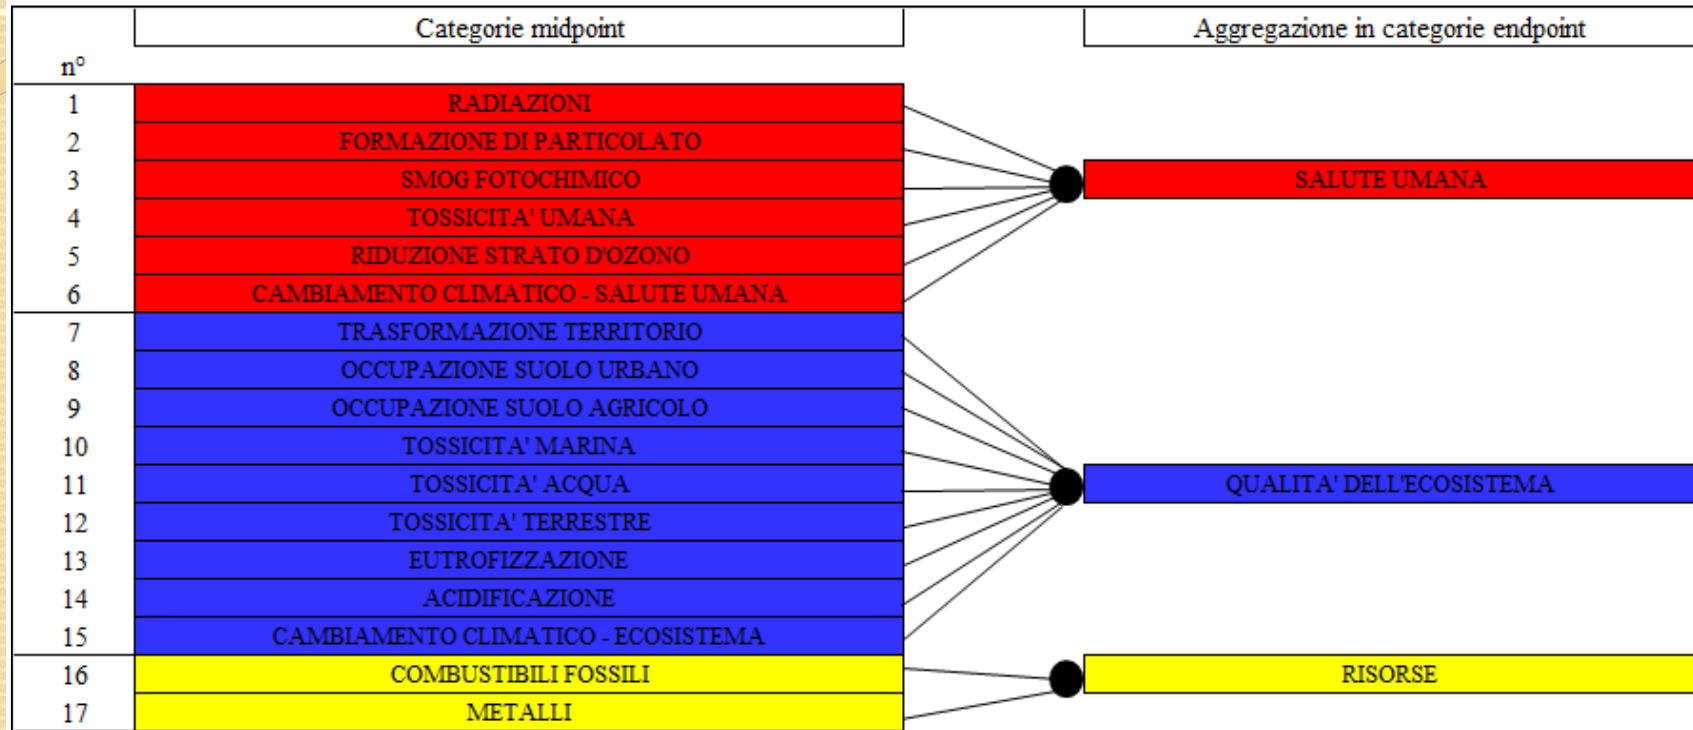 Categorie midpoint Aggregazione in categorie endpoint
n°
1 RADIAZIONI
2 FORMAZIONE DI PARTICOLATO
3 SMOG FOTOCHIMICO SALUTE UMANA
4 TOSSICITA' UMANA
5 RIDUZIONE STRATO D'OZONO
6 CAMBIAMENTO CLIMATICO - SALUTE UMANA
7 TRASFORMAZIONE TERRITORIO
8 OCCUPAZIONE SUOLO URBANO
9 OCCUPAZIONE SUOLO AGRICOLO
10 TOSSICITA' MARINA
11 TOSSICITA' ACQUA QUALITA' DELL'ECOSISTEMA
12 TOSSICITA' TERRESTRE
13 EUTROFIZZAZIONE
14 ACIDIFICAZIONE
15 CAMBIAMENTO CLIMATICO - ECOSISTEMA
16 COMBUSTIBILI FOSSILI RISORSE
17 METALLI